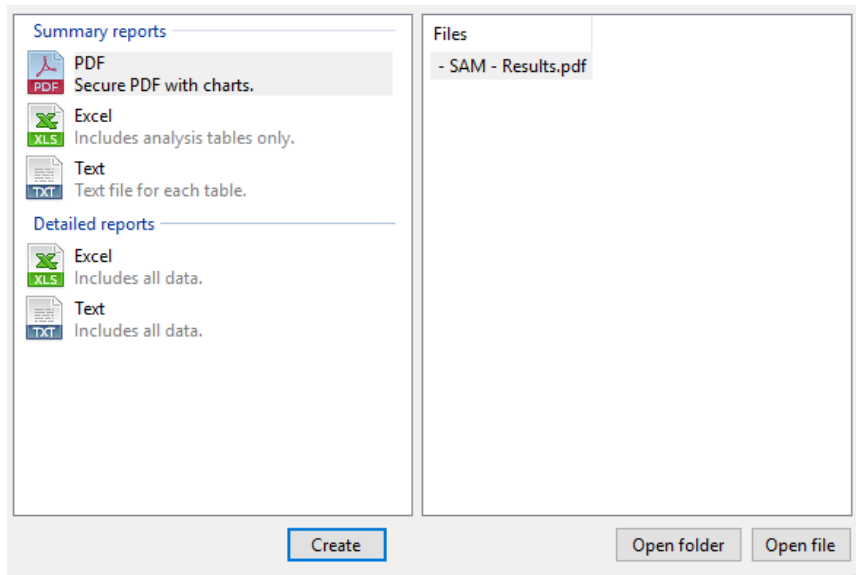 Summary reports
PDF
PDF
Secure PDF with charts.
Excel
XLS
Includes analysis tables only.
Text
TXT
Text file for each table.
Detailed reports
Excel
XLS
Includes all data.
Text
TXT
Includes all data.
Create
Files
- SAM - Results.pdf
Open folder
Open file